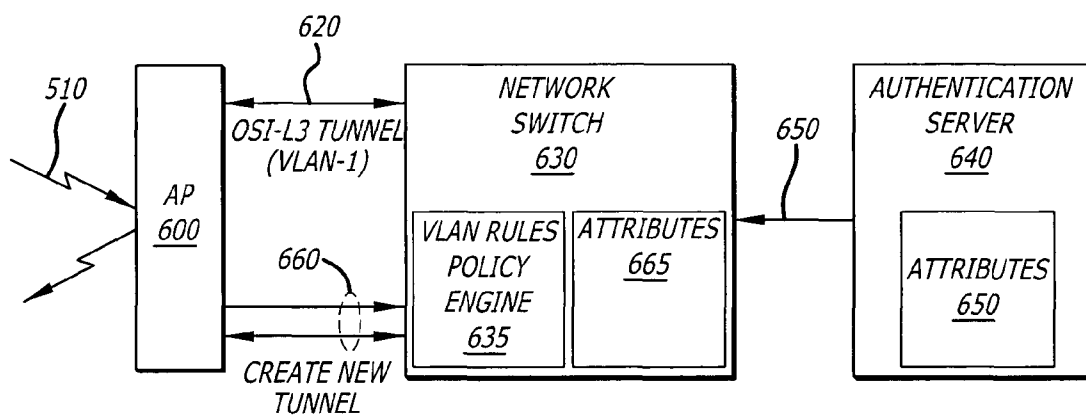 620
510
OSI-L3 TUNNEL
(VLAN-1)
AP
600
660
CREATE NEW
TUNNEL
NETWORK
SWITCH
630
VLAN RULES
POLICY
ENGINE
635
ATTRIBUTES
665
650
AUTHENTICATION
SERVER
640
ATTRIBUTES
650